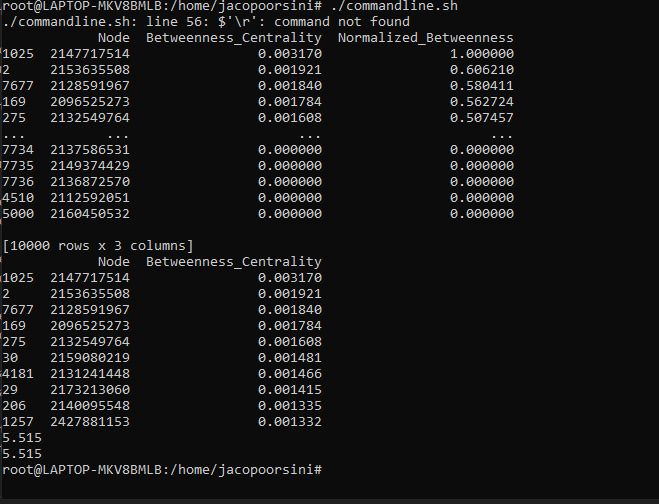 root@LAPTOP-MKV8BMLB:/home/jacopoorsini# ./commandline.sh
./commandline.sh: line 56: $'\r': command not found
            Node  Betweenness_Centrality  Normalized_Betweenness
1025  2147717514                0.003170                1.000000
2     2153635508                0.001921                0.606210
7677  2128591967                0.001840                0.580411
169   2096525273                0.001784                0.562724
275   2132549764                0.001608                0.507457
...          ...                     ...                     ...
7734  2137586531                0.000000                0.000000
7735  2149374429                0.000000                0.000000
7736  2136872570                0.000000                0.000000
4510  2112592051                0.000000                0.000000
5000  2160450532                0.000000                0.000000

[10000 rows x 3 columns]
            Node  Betweenness_Centrality
1025  2147717514                0.003170
2     2153635508                0.001921
7677  2128591967                0.001840
169   2096525273                0.001784
275   2132549764                0.001608
30    2159080219                0.001481
4181  2131241448                0.001466
29    2173213060                0.001415
206   2140095548                0.001335
1257  2427881153                0.001332
5.515
5.515
root@LAPTOP-MKV8BMLB:/home/jacopoorsini#